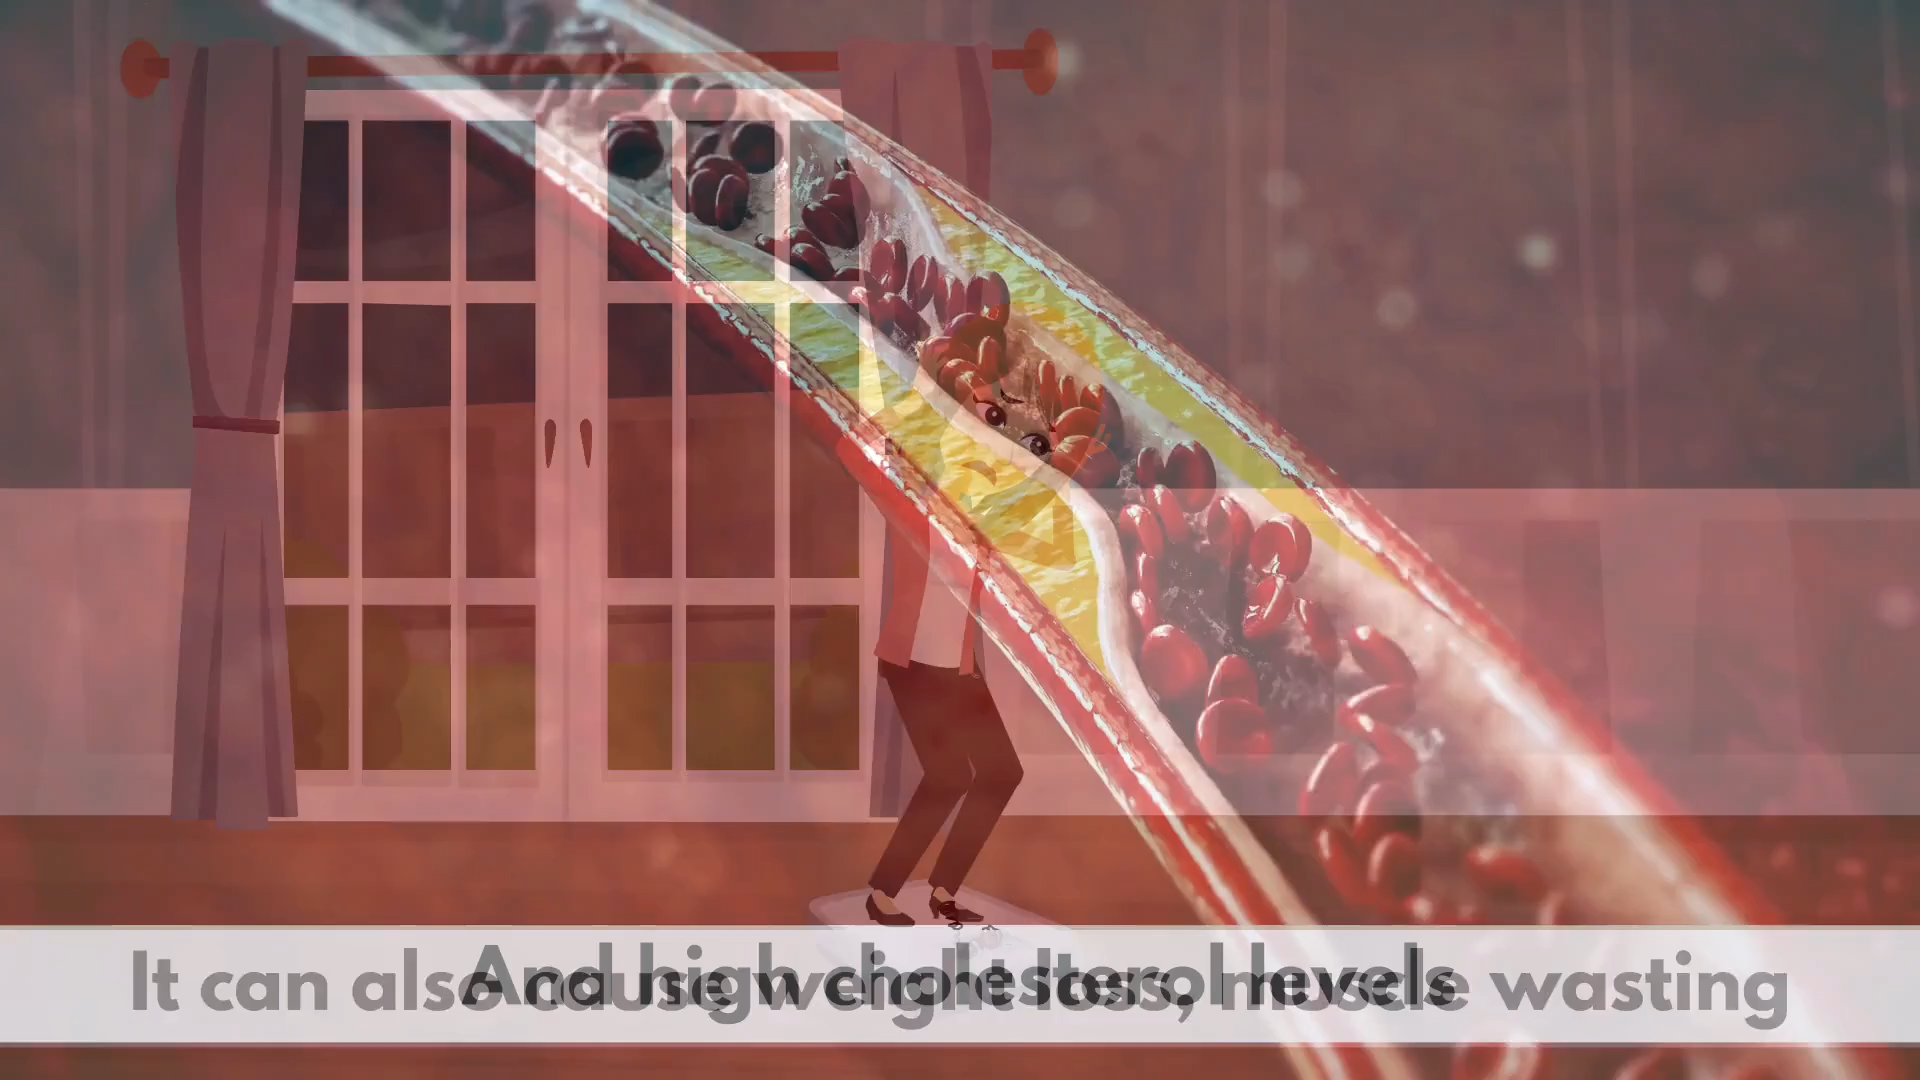 It can also cause weight loss, muscle wasting
And high cholesterol levels